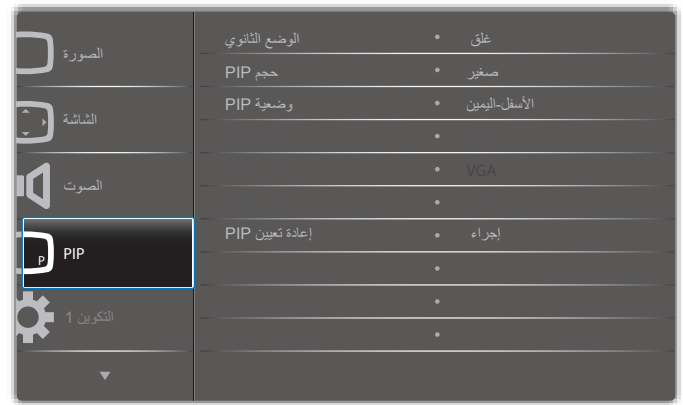 الصورة
الشاشة
الصوت
P
PIP
التكوين 1
الوضع الثانوي • غلق
حجم PIP • صغير
وضعية PIP • الأسفل-اليمين
•
• VGA
•
إعادة تعيين PIP • إجراء
•
•
•